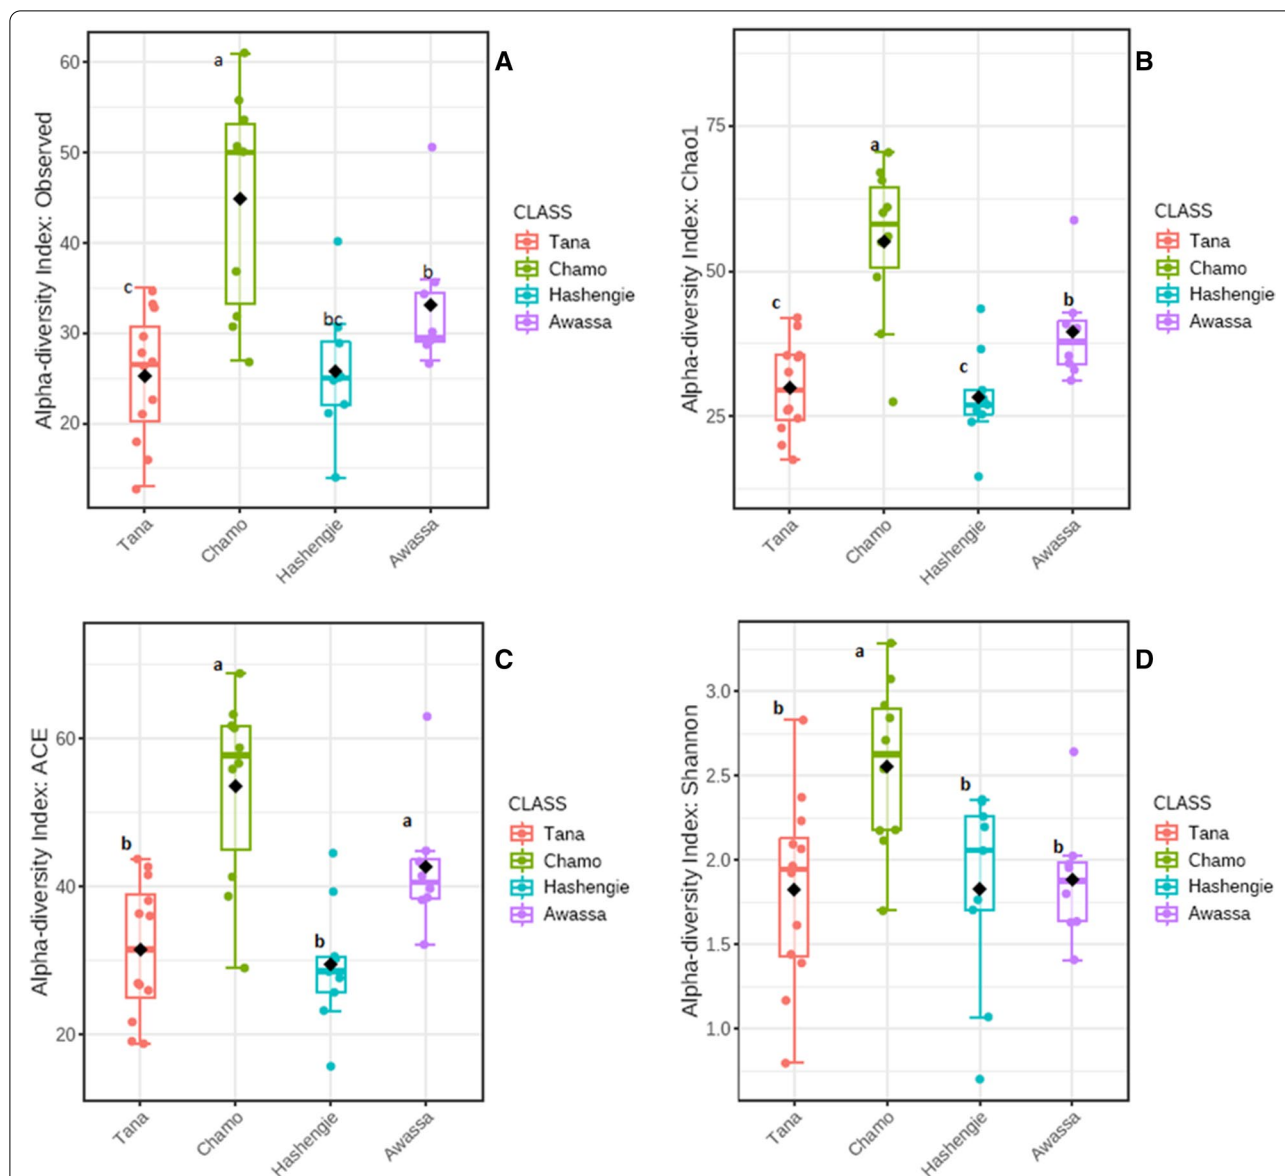 A
Alpha-diversity Index: Observed
60
50
40
30
20
a
c
bc
b
Tana
Chamo
Hashengie
Awassa
CLASS
Tana
Chamo
Hashengie
Awassa
B
Alpha-diversity Index: Chao1
75
50
25
a
c
c
b
Tana
Chamo
Hashengie
Awassa
CLASS
Tana
Chamo
Hashengie
Awassa
C
Alpha-diversity Index: ACE
60
40
20
a
b
b
a
Tana
Chamo
Hashengie
Awassa
CLASS
Tana
Chamo
Hashengie
Awassa
D
Alpha-diversity Index: Shannon
3.0
2.5
2.0
1.5
1.0
a
b
b
b
Tana
Chamo
Hashengie
Awassa
CLASS
Tana
Chamo
Hashengie
Awassa